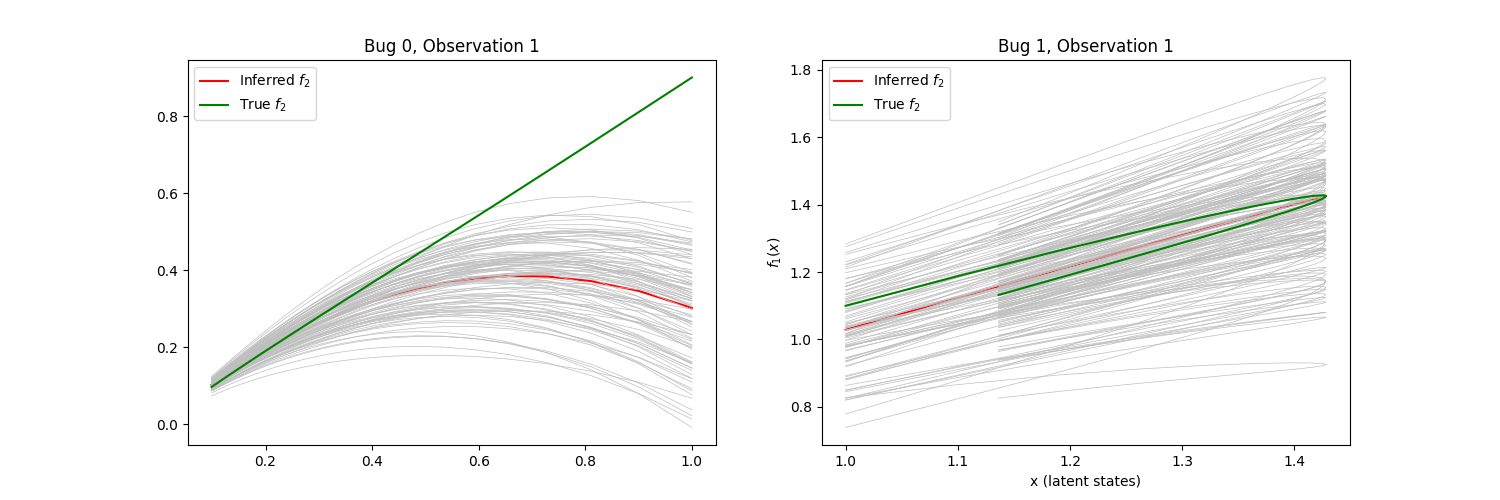 Bug 0, Observation 1
Inferred f₂
True f₂
0.8
0.6
0.4
0.2
0.0
0.2 0.4 0.6 0.8 1.0
Bug 1, Observation 1
Inferred f₂
True f₂
1.8
1.6
1.4
1.2
1.0
0.8
f₁(x)
1.0 1.1 1.2 1.3 1.4
x (latent states)